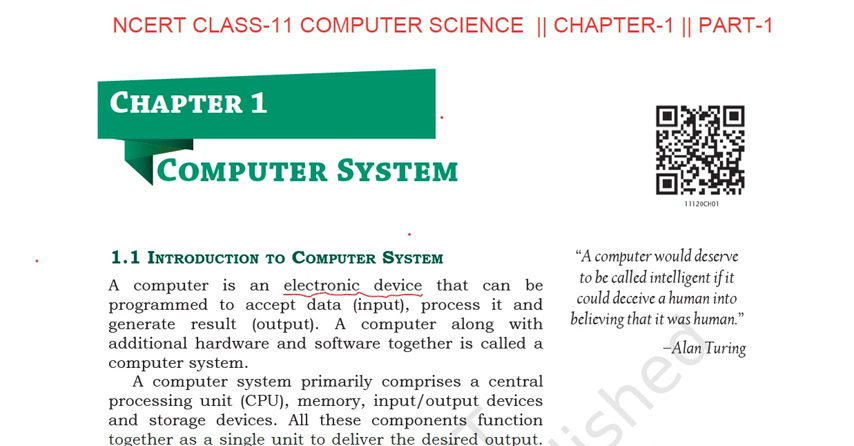 NCERT CLASS-11 COMPUTER SCIENCE || CHAPTER-1 || PART-1
CHAPTER 1
COMPUTER SYSTEM
11120CH01
1.1 INTRODUCTION TO COMPUTER SYSTEM
A computer is an electronic device that can be
programmed to accept data (input), process it and
generate result (output). A computer along with
additional hardware and software together is called a
computer system.
A computer system primarily comprises a central
processing unit (CPU), memory, input/output devices
and storage devices. All these components function
together as a single unit to deliver the desired output.
“A computer would deserve
to be called intelligent if it
could deceive a human into
believing that it was human.”
–Alan Turing